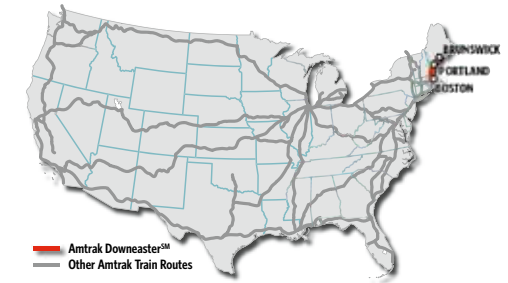 BRUNSWICK
PORTLAND
BOSTON
Amtrak Downeaster℠
Other Amtrak Train Routes